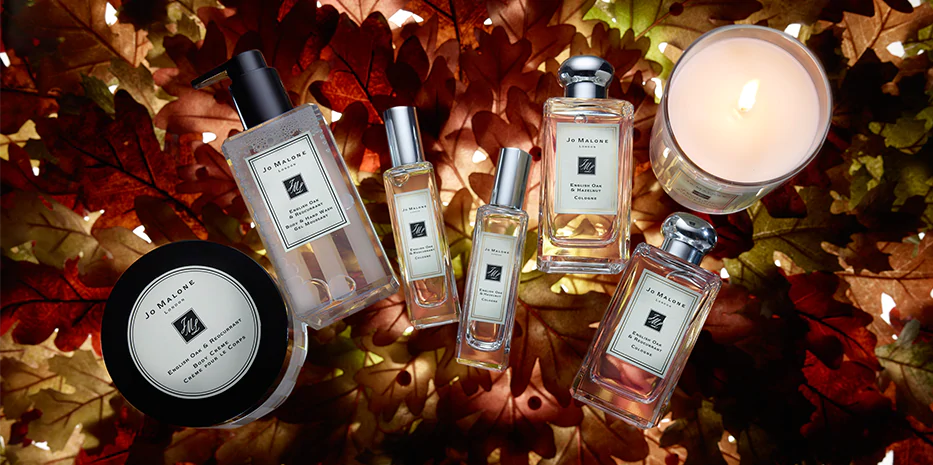 JO MALONE
LONDON
ENGLISH OAK & REDCURRANT
BODY CRÈME
CRÈME POUR LE CORPS
JO MALONE
LONDON
ENGLISH OAK
& REDCURRANT
BODY & HAND WASH
GEL MOUSSANT
JO MALONE
LONDON
ENGLISH OAK
& REDCURRANT
COLOGNE
JO MALONE
LONDON
ENGLISH OAK
& HAZELNUT
COLOGNE
JO MALONE
LONDON
ENGLISH OAK
& HAZELNUT
COLOGNE
JO MALONE
LONDON
ENGLISH OAK
& REDCURRANT
COLOGNE